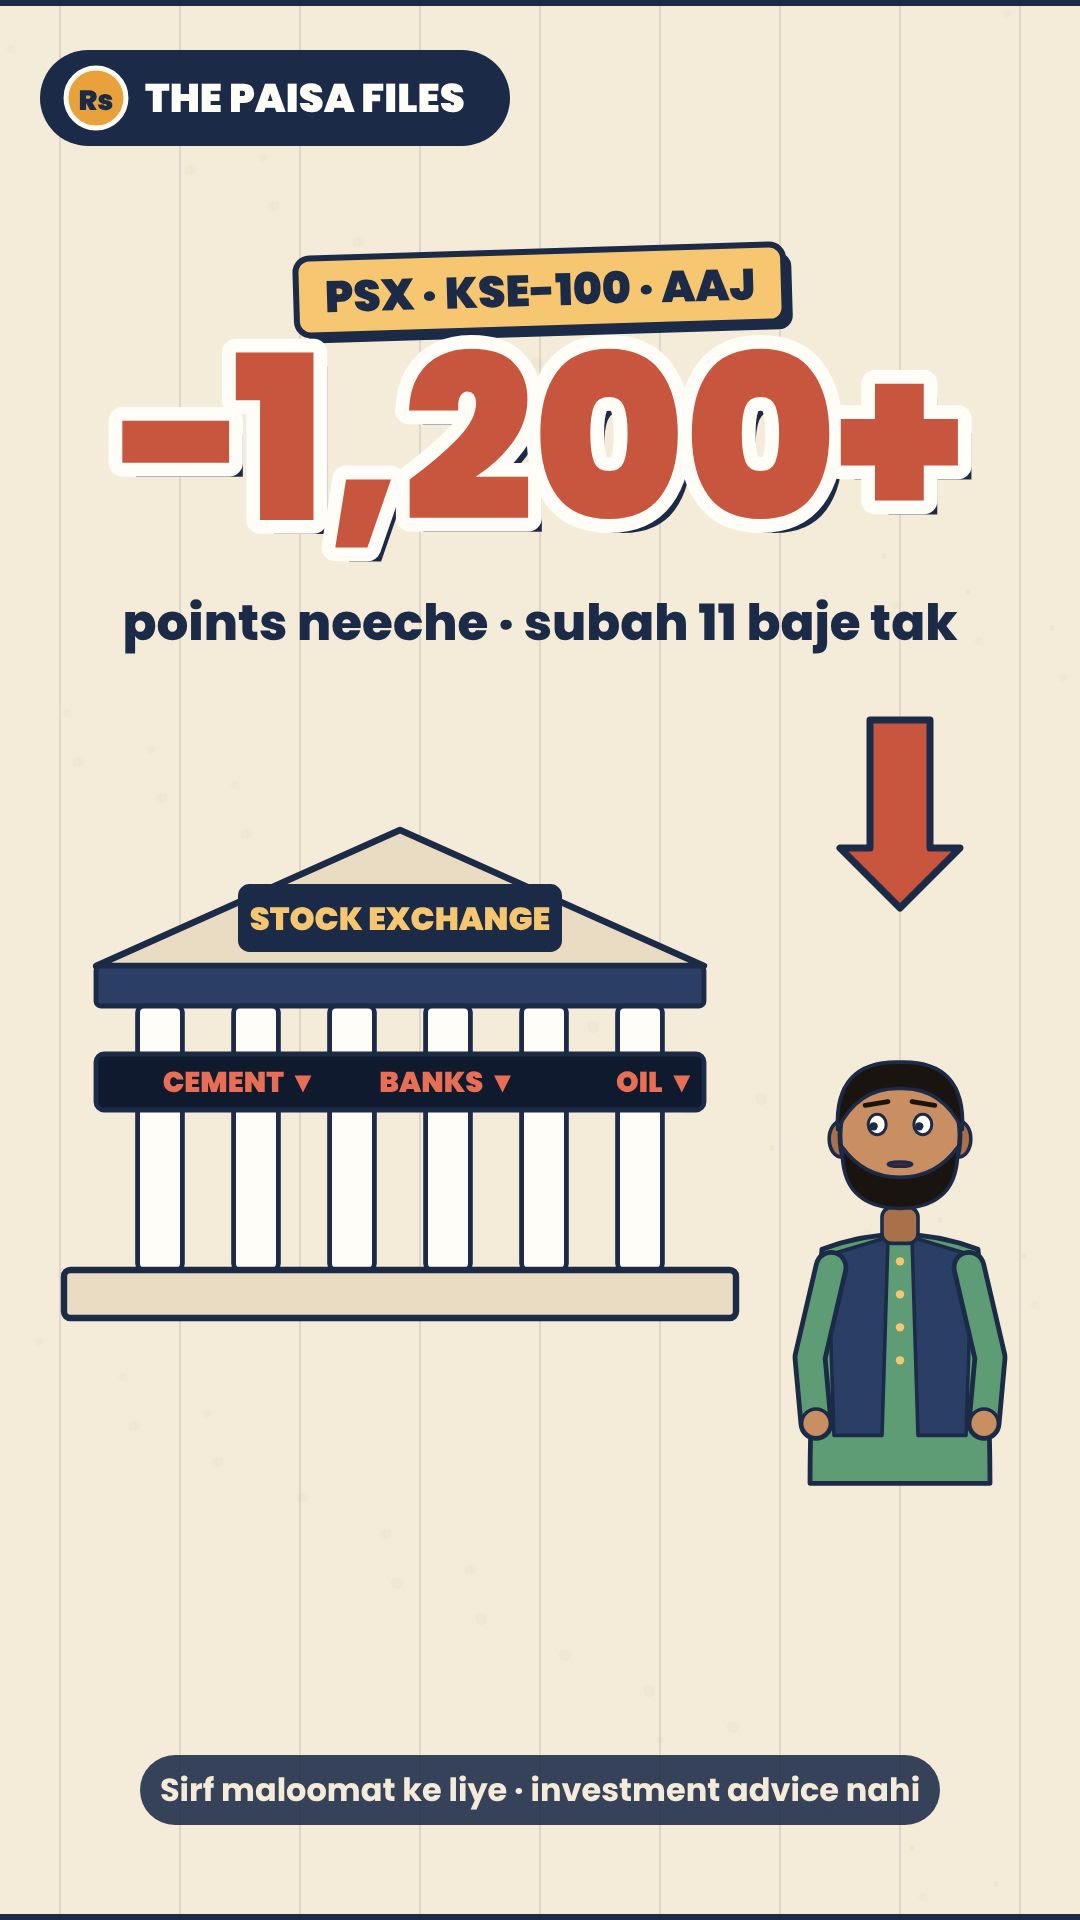 Rs THE PAISA FILES
PSX · KSE-100 · AAJ
-1,200+
points neeche · subah 11 baje tak
STOCK EXCHANGE
CEMENT ▼ BANKS ▼ OIL ▼
Sirf maloomat ke liye · investment advice nahi